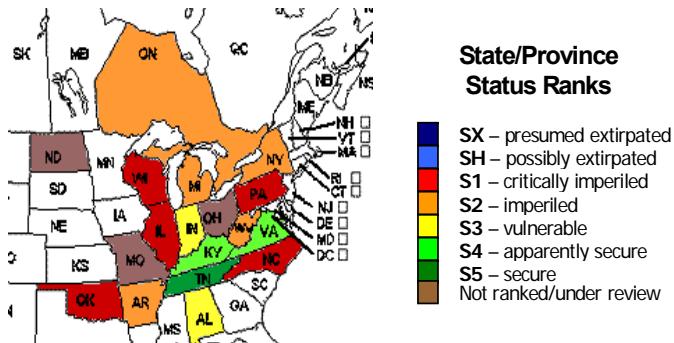 SK
MB
ON
QC
NB
NS
ME
NH
VT
MA
ND
MN
WI
MI
NY
RI
CT
SD
IA
PA
NJ
NE
IL
IN
OH
WV
VA
DE
MD
DC
KS
MO
KY
NC
TN
OK
AR
SC
MS
AL
GA
State/Province
Status Ranks
SX – presumed extirpated
SH – possibly extirpated
S1 – critically imperiled
S2 – imperiled
S3 – vulnerable
S4 – apparently secure
S5 – secure
Not ranked/under review